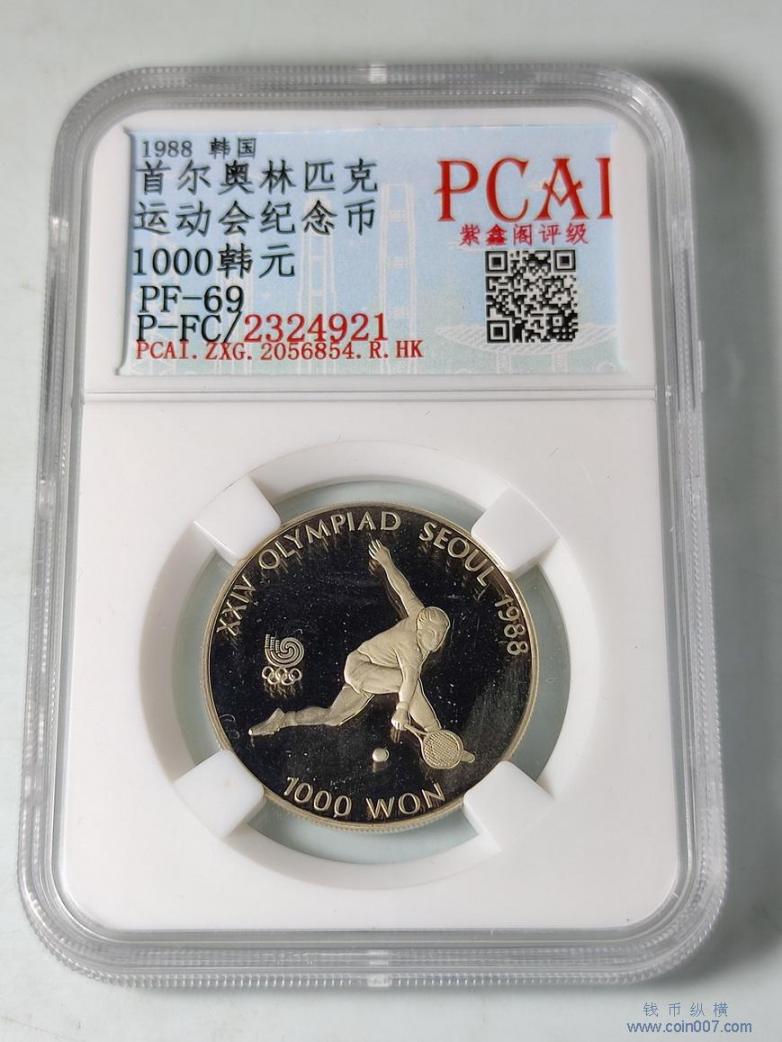 1988 韩国
首尔奥林匹克
运动会纪念币
1000韩元
PF-69
P-FC/2324921
PCAI.ZXG.2056854.R.HK
PCAI
紫鑫阁评级
XXIV OLYMPIAD SEOUL 1988
1000 WON
钱币纵横
www.coin007.com